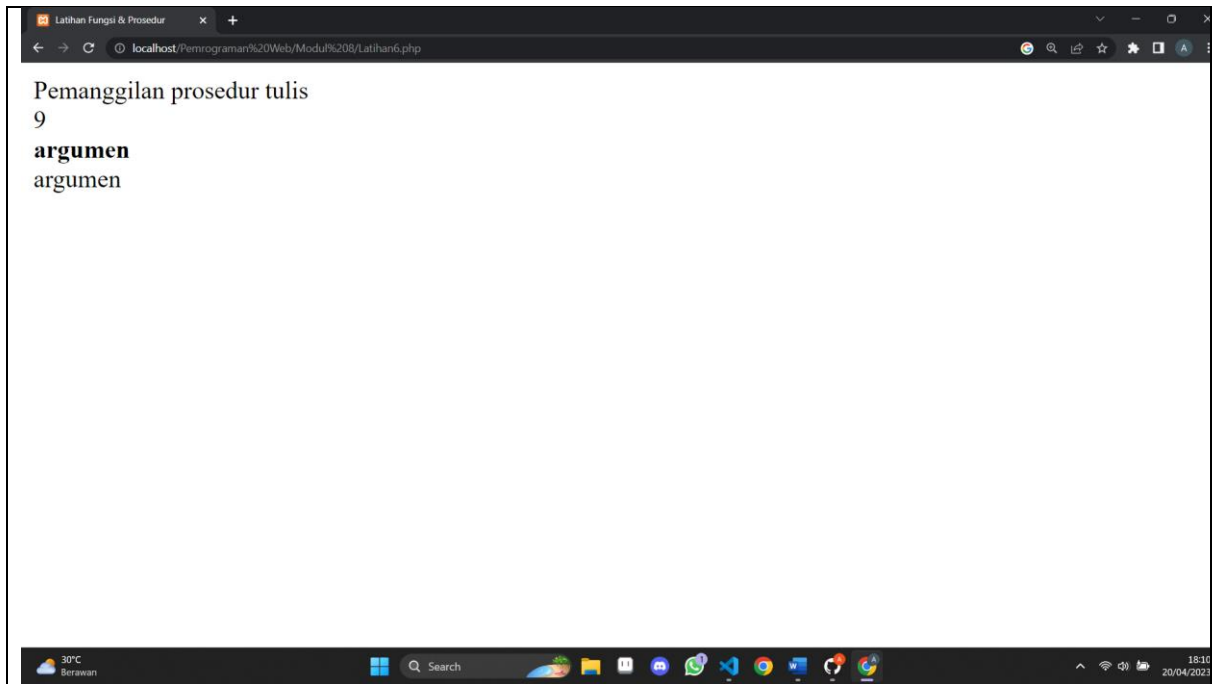 Latihan Fungsi & Prosedur
localhost/Pemrograman%20Web/Modul%208/Latihan6.php
A
Pemanggilan prosedur tulis
9
argumen
argumen
30°C
Berawan
Search
1
18:10
20/04/2023